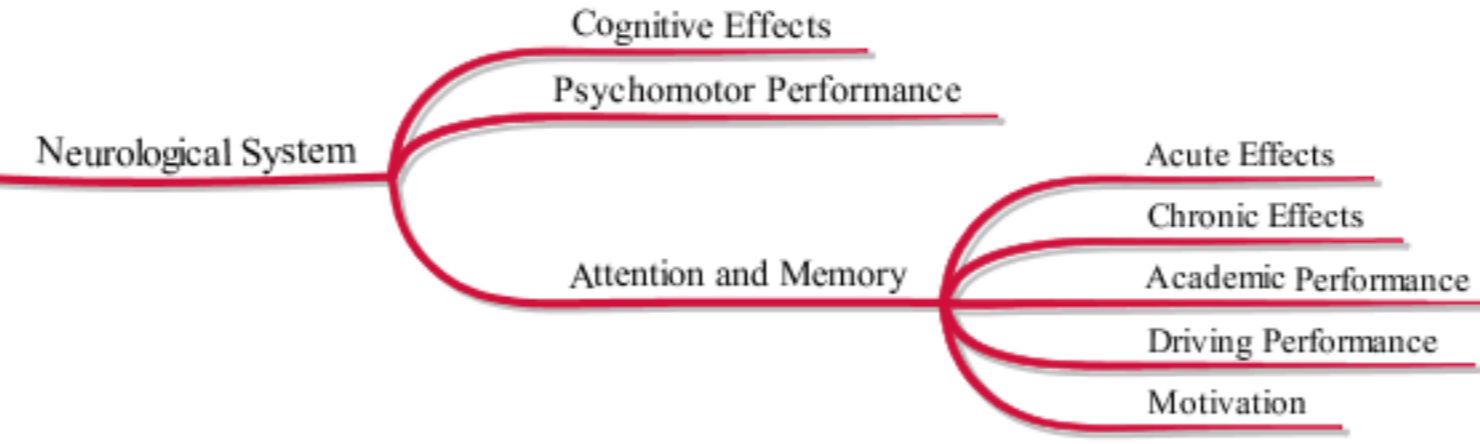 Cognitive Effects
Psychomotor Performance
Neurological System
Acute Effects
Chronic Effects
Attention and Memory
Academic Performance
Driving Performance
Motivation